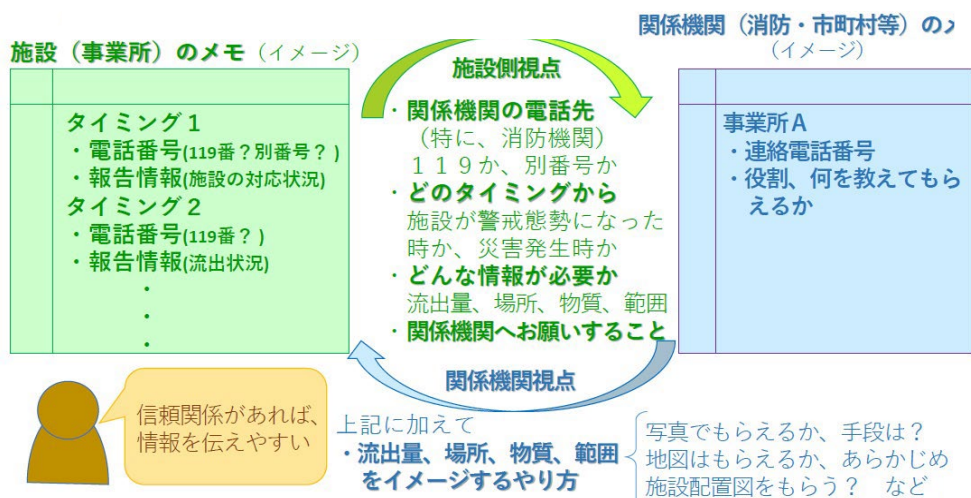 施設（事業所）のメモ（イメージ）
タイミング１
・電話番号(119番？別番号？)
・報告情報(施設の対応状況)
タイミング２
・電話番号(119番？)
・報告情報(流出状況)
・
・
・
施設側視点
・関係機関の電話先
（特に、消防機関）
１１９か、別番号か
・どのタイミングから
施設が警戒態勢になった
時か、災害発生時か
・どんな情報が必要か
流出量、場所、物質、範囲
・関係機関へお願いすること
関係機関（消防・市町村等）の
（イメージ）
事業所Ａ
・連絡電話番号
・役割、何を教えてもら
えるか
関係機関視点
信頼関係があれば、
情報を伝えやすい
上記に加えて
・流出量、場所、物質、範囲
をイメージするやり方
写真でもらえるか、手段は？
地図はもらえるか、あらかじめ
施設配置図をもらう？　など